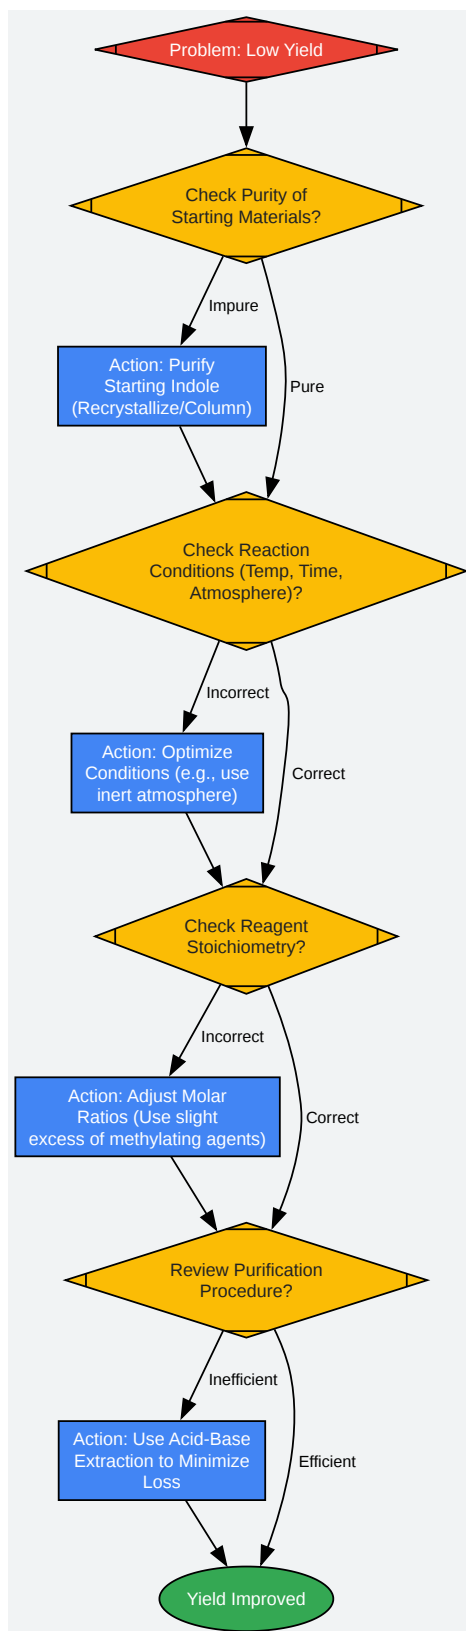 Problem: Low Yield
Check Purity of
Starting Materials?
Impure
Action: Purify
Starting Indole
(Recrystallize/Column)
Pure
Check Reaction
Conditions (Temp, Time,
Atmosphere)?
Incorrect
Action: Optimize
Conditions (e.g., use
inert atmosphere)
Correct
Check Reagent
Stoichiometry?
Incorrect
Action: Adjust Molar
Ratios (Use slight
excess of methylating agents)
Correct
Review Purification
Procedure?
Inefficient
Action: Use Acid-Base
Extraction to Minimize
Loss
Efficient
Yield Improved